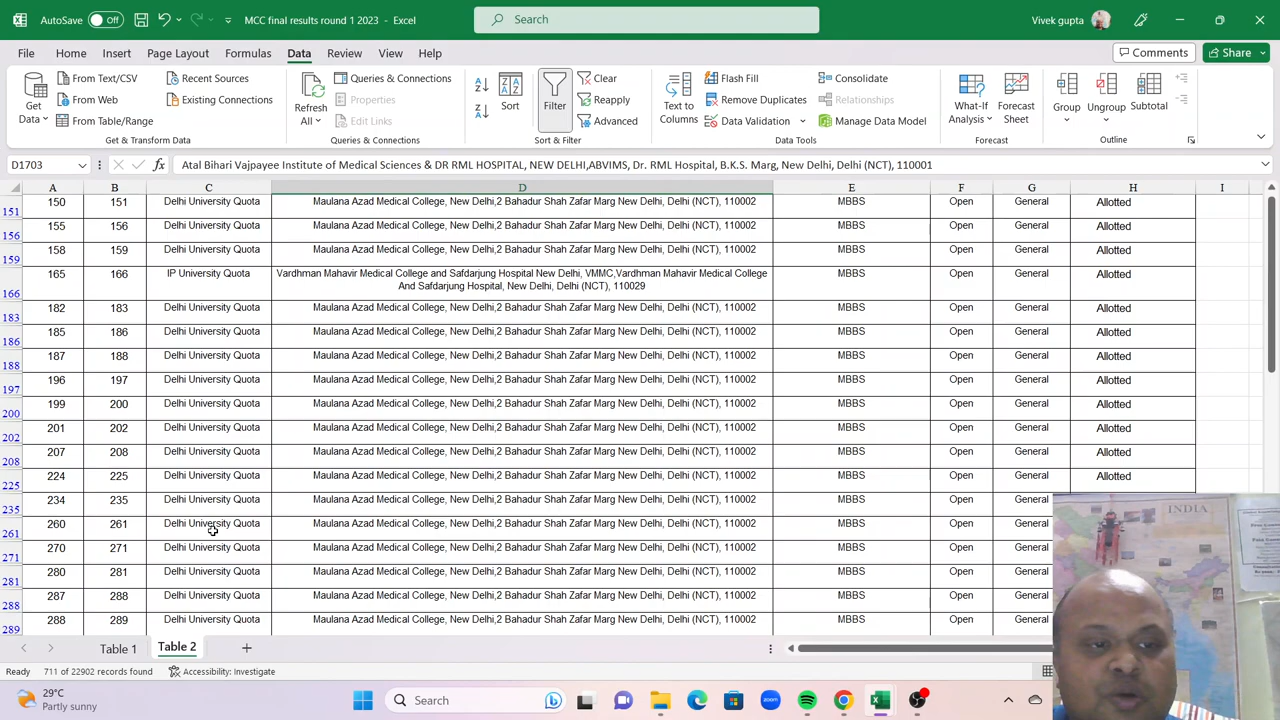 AutoSave Off MCC final results round 1 2023 - Excel Search Vivek gupta
File Home Insert Page Layout Formulas Data Review View Help Comments Share
Get Data From Text/CSV From Web From Table/Range Recent Sources Existing Connections
Get & Transform Data
Refresh All Queries & Connections Properties Edit Links
Queries & Connections
Sort Filter Clear Reapply Advanced
Sort & Filter
Text to Columns Flash Fill Remove Duplicates Data Validation Consolidate Relationships Manage Data Model
Data Tools
What-If Analysis Forecast Sheet
Forecast
Group Ungroup Subtotal
Outline
D1703 fx Atal Bihari Vajpayee Institute of Medical Sciences & DR RML HOSPITAL, NEW DELHI,ABVIMS, Dr. RML Hospital, B.K.S. Marg, New Delhi, Delhi (NCT), 110001
A B C D E F G H I
151 150 151 Delhi University Quota Maulana Azad Medical College, New Delhi,2 Bahadur Shah Zafar Marg New Delhi, Delhi (NCT), 110002 MBBS Open General Allotted
156 155 156 Delhi University Quota Maulana Azad Medical College, New Delhi,2 Bahadur Shah Zafar Marg New Delhi, Delhi (NCT), 110002 MBBS Open General Allotted
159 158 159 Delhi University Quota Maulana Azad Medical College, New Delhi,2 Bahadur Shah Zafar Marg New Delhi, Delhi (NCT), 110002 MBBS Open General Allotted
166 165 166 IP University Quota Vardhman Mahavir Medical College and Safdarjung Hospital New Delhi, VMMC,Vardhman Mahavir Medical College MBBS Open General Allotted
And Safdarjung Hospital, New Delhi, Delhi (NCT), 110029
183 182 183 Delhi University Quota Maulana Azad Medical College, New Delhi,2 Bahadur Shah Zafar Marg New Delhi, Delhi (NCT), 110002 MBBS Open General Allotted
186 185 186 Delhi University Quota Maulana Azad Medical College, New Delhi,2 Bahadur Shah Zafar Marg New Delhi, Delhi (NCT), 110002 MBBS Open General Allotted
188 187 188 Delhi University Quota Maulana Azad Medical College, New Delhi,2 Bahadur Shah Zafar Marg New Delhi, Delhi (NCT), 110002 MBBS Open General Allotted
197 196 197 Delhi University Quota Maulana Azad Medical College, New Delhi,2 Bahadur Shah Zafar Marg New Delhi, Delhi (NCT), 110002 MBBS Open General Allotted
200 199 200 Delhi University Quota Maulana Azad Medical College, New Delhi,2 Bahadur Shah Zafar Marg New Delhi, Delhi (NCT), 110002 MBBS Open General Allotted
202 201 202 Delhi University Quota Maulana Azad Medical College, New Delhi,2 Bahadur Shah Zafar Marg New Delhi, Delhi (NCT), 110002 MBBS Open General Allotted
208 207 208 Delhi University Quota Maulana Azad Medical College, New Delhi,2 Bahadur Shah Zafar Marg New Delhi, Delhi (NCT), 110002 MBBS Open General Allotted
225 224 225 Delhi University Quota Maulana Azad Medical College, New Delhi,2 Bahadur Shah Zafar Marg New Delhi, Delhi (NCT), 110002 MBBS Open General Allotted
235 234 235 Delhi University Quota Maulana Azad Medical College, New Delhi,2 Bahadur Shah Zafar Marg New Delhi, Delhi (NCT), 110002 MBBS Open General
261 260 261 Delhi University Quota Maulana Azad Medical College, New Delhi,2 Bahadur Shah Zafar Marg New Delhi, Delhi (NCT), 110002 MBBS Open General
271 270 271 Delhi University Quota Maulana Azad Medical College, New Delhi,2 Bahadur Shah Zafar Marg New Delhi, Delhi (NCT), 110002 MBBS Open General
281 280 281 Delhi University Quota Maulana Azad Medical College, New Delhi,2 Bahadur Shah Zafar Marg New Delhi, Delhi (NCT), 110002 MBBS Open General
288 287 288 Delhi University Quota Maulana Azad Medical College, New Delhi,2 Bahadur Shah Zafar Marg New Delhi, Delhi (NCT), 110002 MBBS Open General
289 288 289 Delhi University Quota Maulana Azad Medical College, New Delhi,2 Bahadur Shah Zafar Marg New Delhi, Delhi (NCT), 110002 MBBS Open General
INDIA
Table 1 Table 2
Ready 711 of 22902 records found Accessibility: Investigate
29°C
Partly sunny
Search
zoom